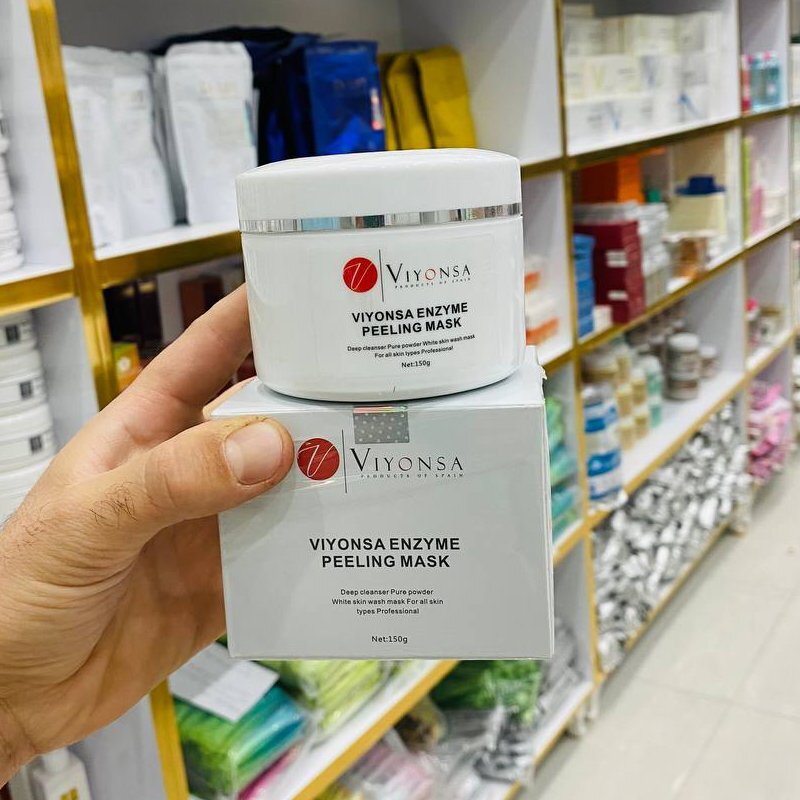 VIYONSA
PRODUCTS OF SPAIN
VIYONSA ENZYME
PEELING MASK
Deep cleanser Pure powder White skin wash mask
For all skin types Professional
Net:150g
VIYONSA
PRODUCTS OF SPAIN
VIYONSA ENZYME
PEELING MASK
Deep cleanser Pure powder
White skin wash mask For all skin
types Professional
Net:150g